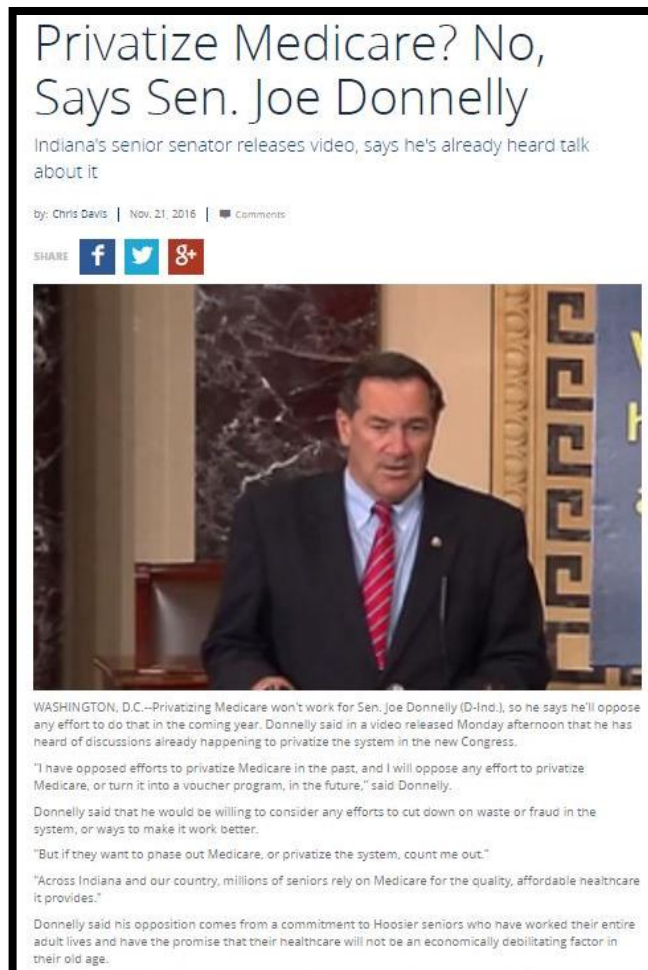 Privatize Medicare? No,
Says Sen. Joe Donnelly
Indiana's senior senator releases video, says he's already heard talk
about it
by: Chris Davis | Nov. 21, 2016 | Comments
SHARE f 8+
WASHINGTON, D.C.--Privatizing Medicare won't work for Sen. Joe Donnelly (D-Ind.), so he says he'll oppose
any effort to do that in the coming year. Donnelly said in a video released Monday afternoon that he has
heard of discussions already happening to privatize the system in the new Congress.
"I have opposed efforts to privatize Medicare in the past, and I will oppose any effort to privatize
Medicare, or turn it into a voucher program, in the future," said Donnelly.
Donnelly said that he would be willing to consider any efforts to cut down on waste or fraud in the
system, or ways to make it work better.
"But if they want to phase out Medicare, or privatize the system, count me out."
"Across Indiana and our country, millions of seniors rely on Medicare for the quality, affordable healthcare
it provides."
Donnelly said his opposition comes from a commitment to Hoosier seniors who have worked their entire
adult lives and have the promise that their healthcare will not be an economically debilitating factor in
their old age.